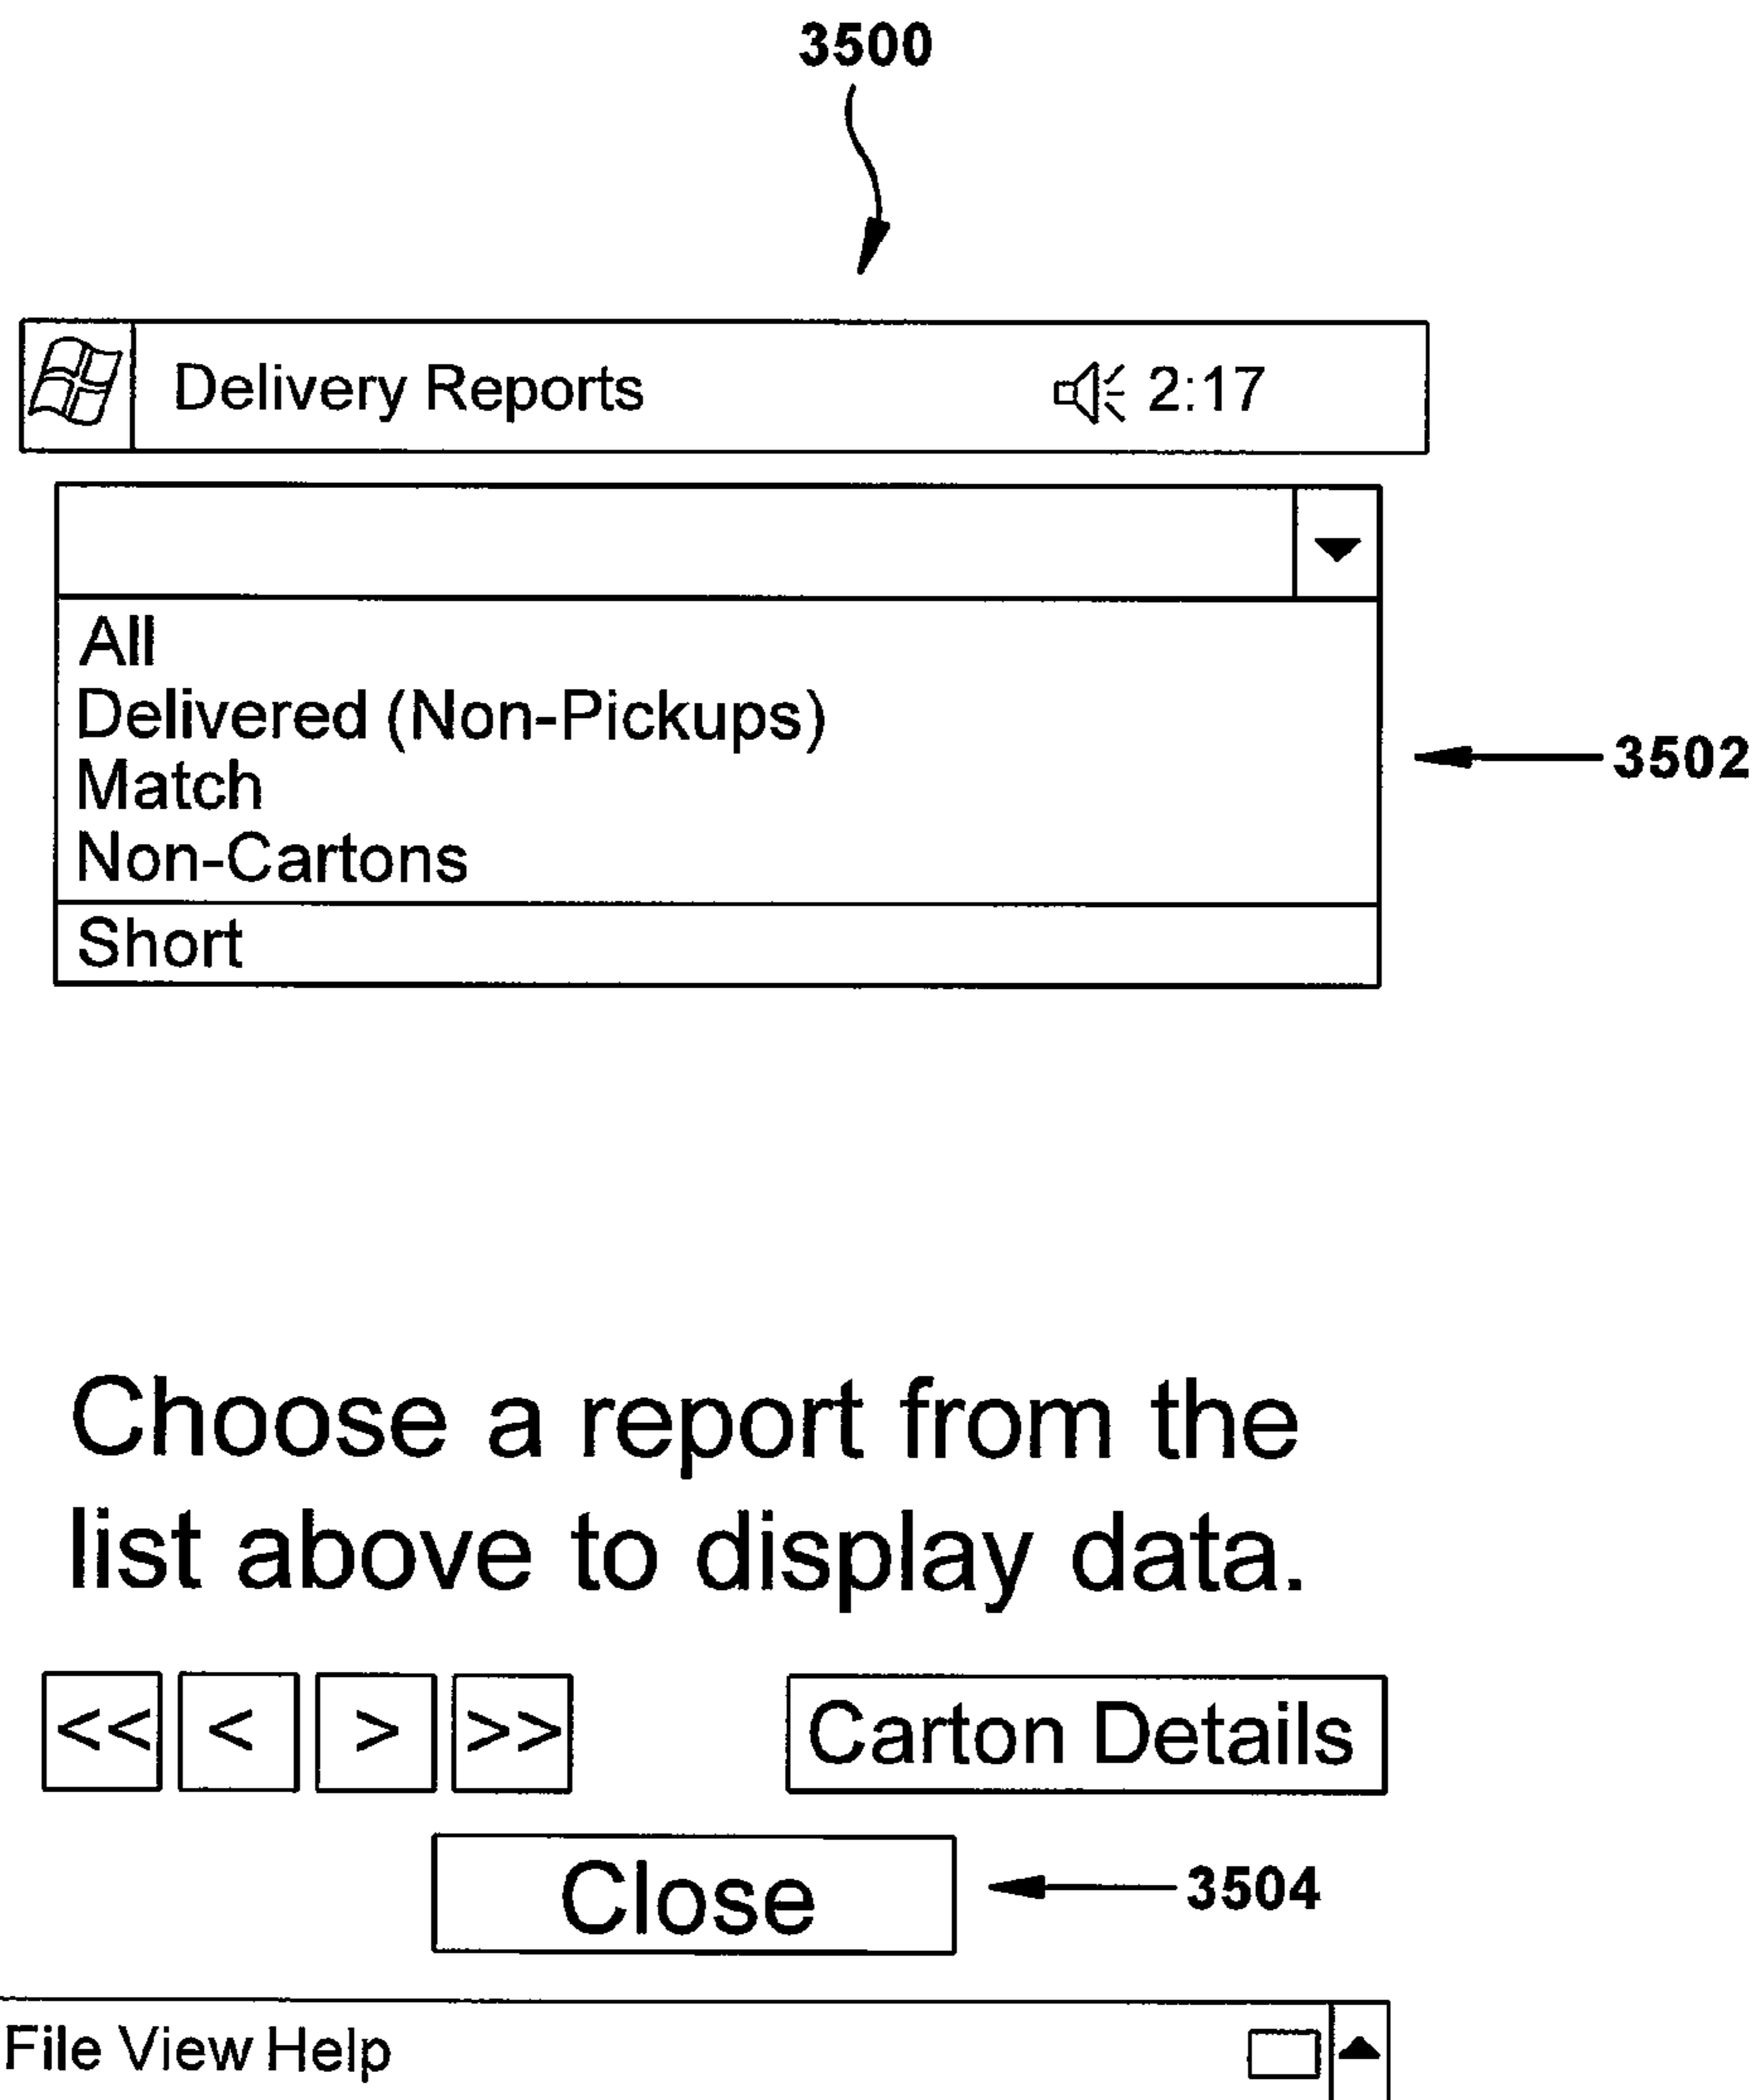 3500
Delivery Reports 2:17
All
Delivered (Non-Pickups)
Match
3502
Non-Cartons
Short
Choose a report from the
list above to display data.
<< < > >> Carton Details
Close 3504
File View Help